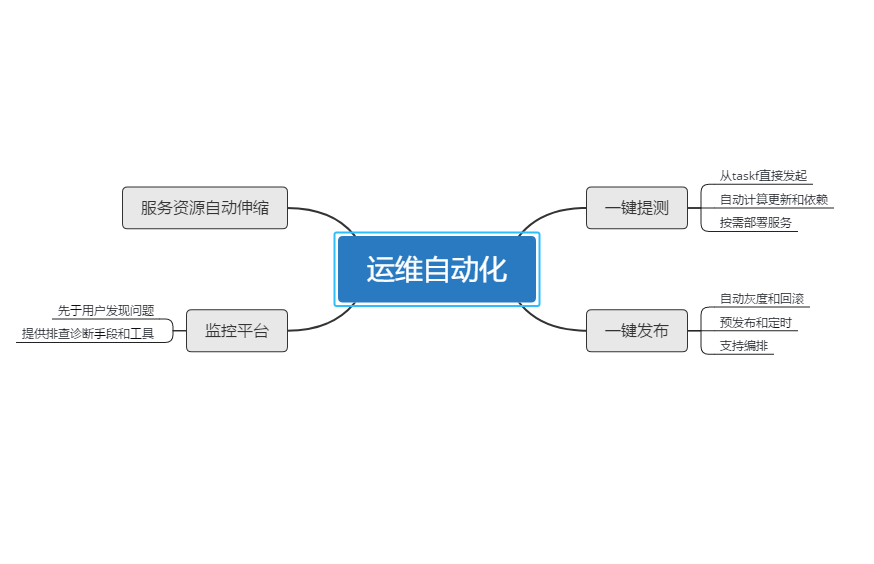 运维自动化
一键提测
从taskf直接发起
自动计算更新和依赖
按需部署服务
一键发布
自动灰度和回滚
预发布和定时
支持编排
服务资源自动伸缩
监控平台
先于用户发现问题
提供排查诊断手段和工具